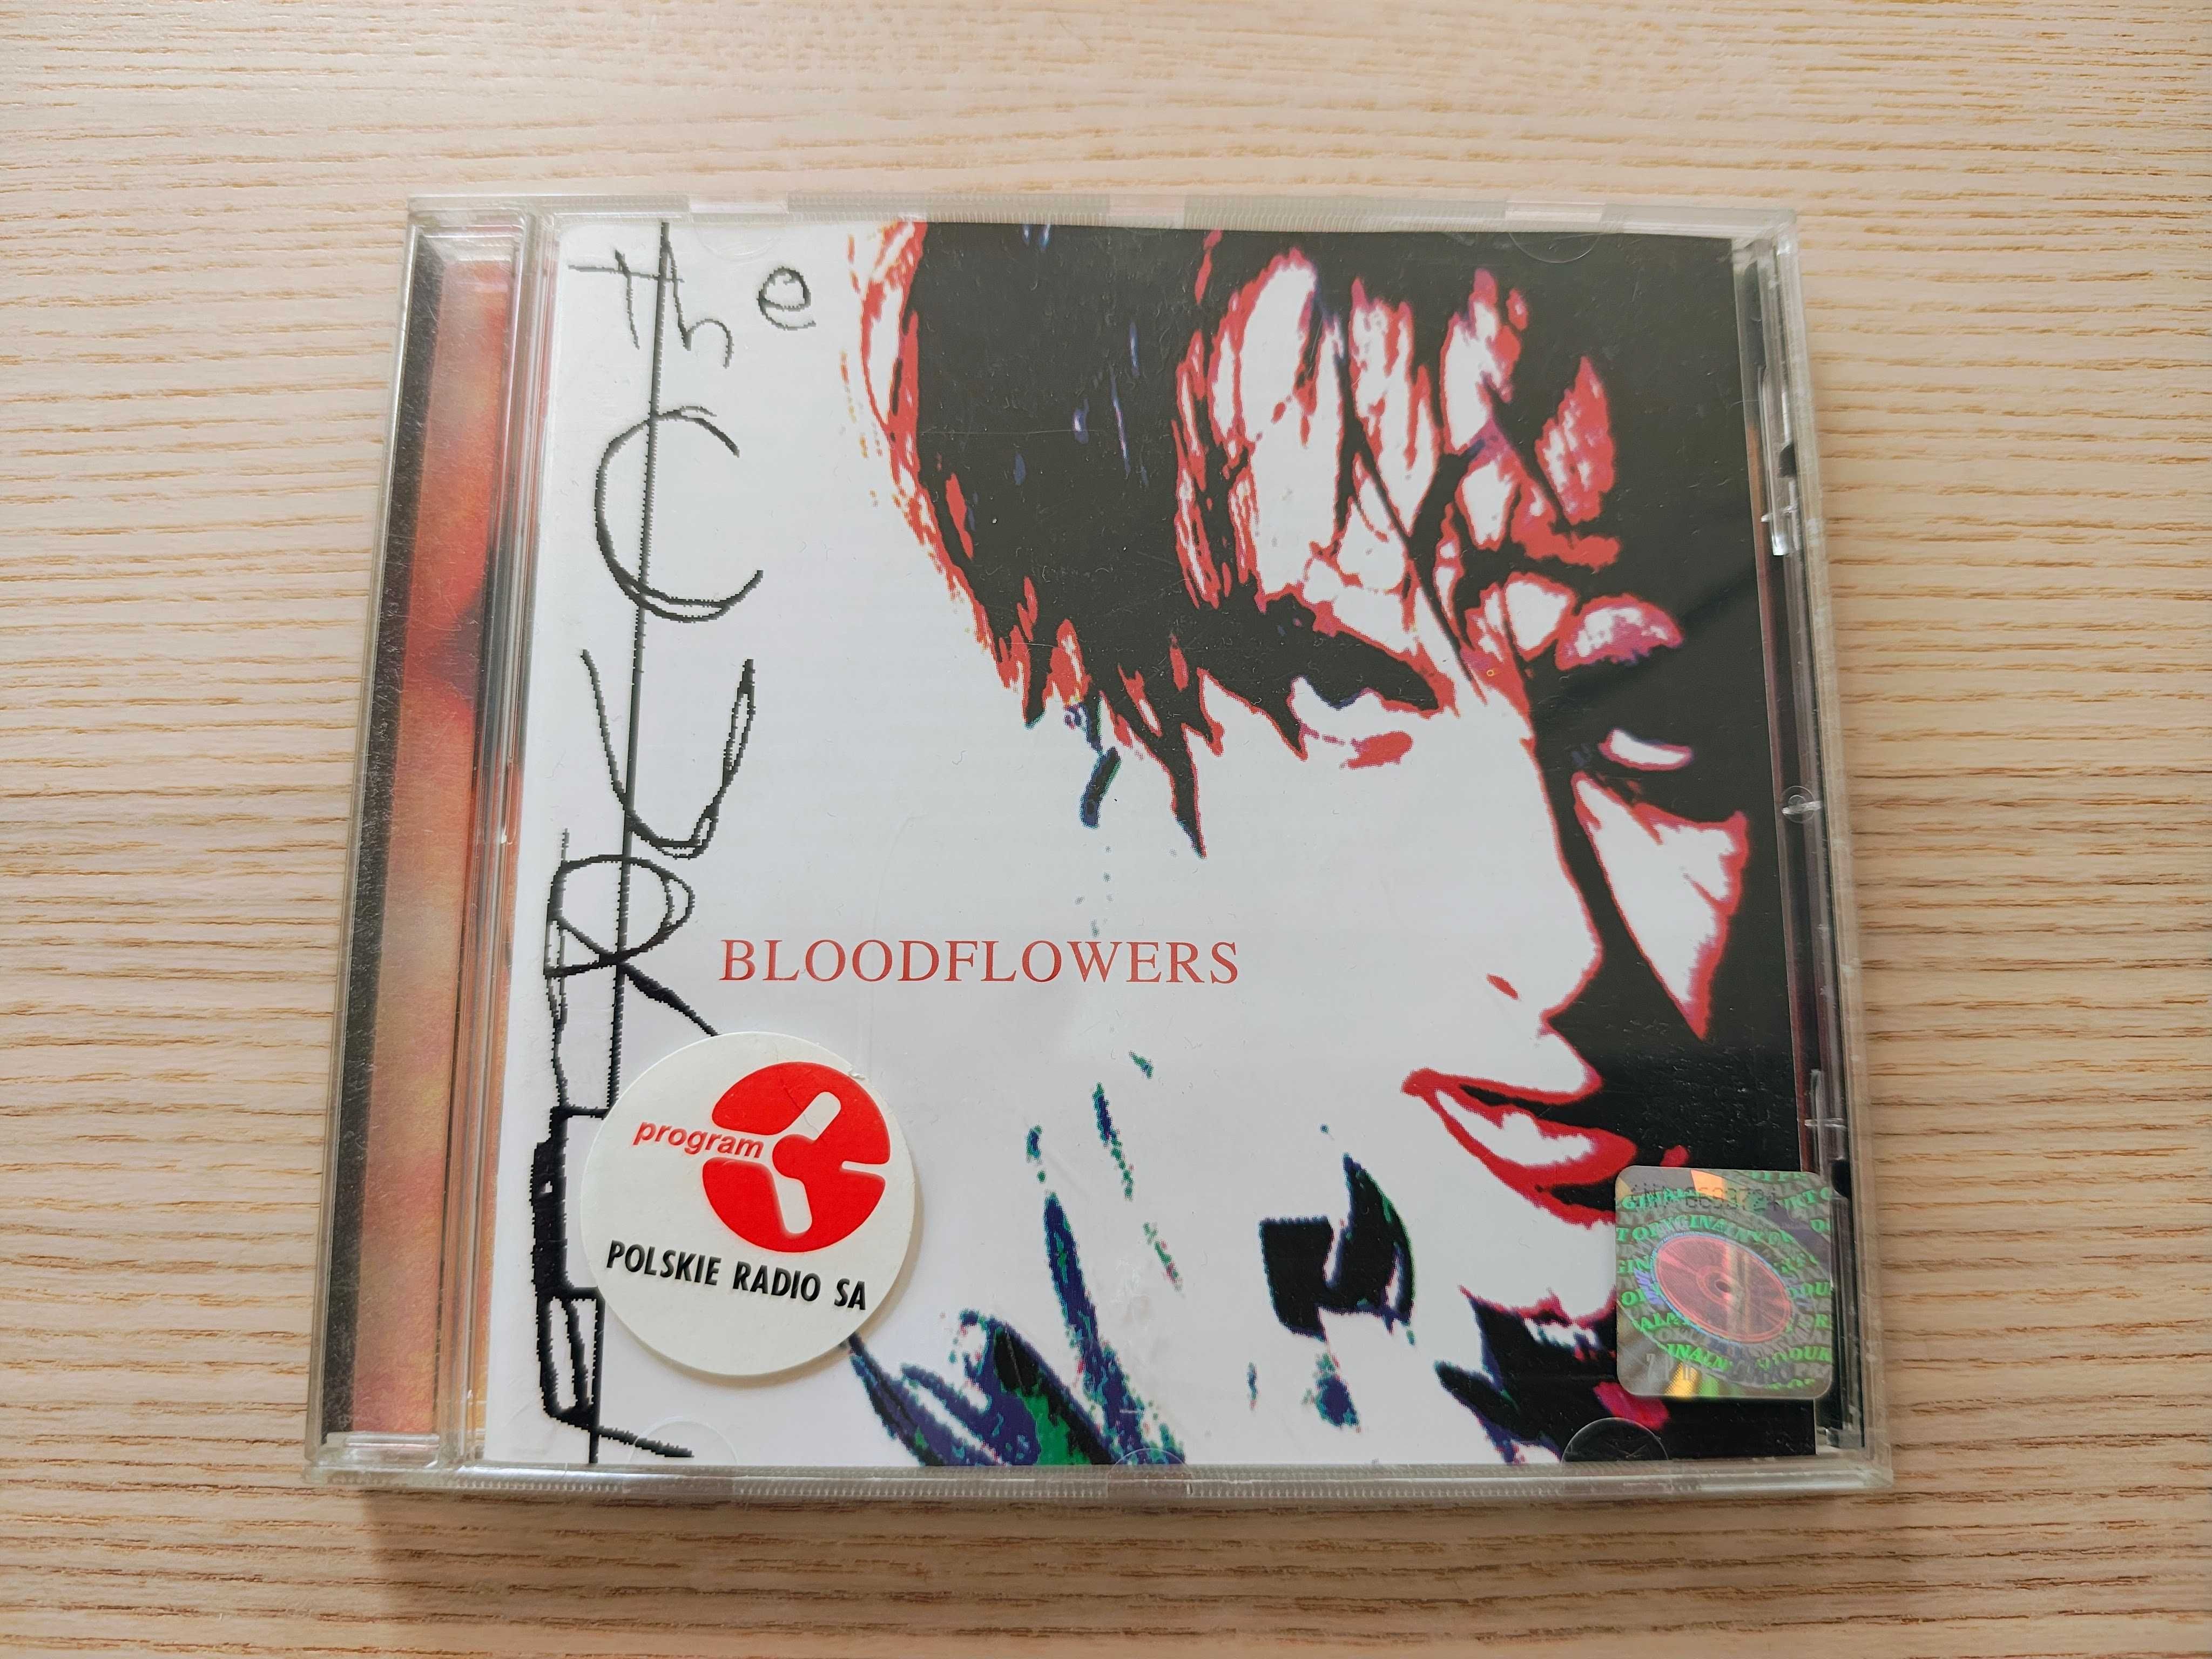 the
CURE
BLOODFLOWERS
program
POLSKIE RADIO SA